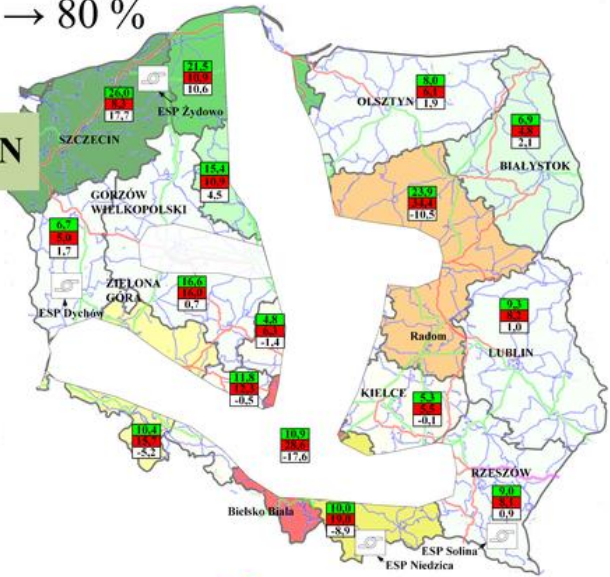 → 80 %
N
26,0
8,3
17,7
21,5
10,9
10,6
ESP Żydowo
SZCZECIN
8,0
6,1
1,9
OLSZTYN
6,9
4,8
2,1
BIAŁYSTOK
15,4
10,9
4,5
GORZÓW
WIELKOPOLSKI
23,9
34,4
-10,5
6,7
5,0
1,7
ESP Dychów
ZIELONA
GÓRA
16,6
16,0
0,7
4,8
6,3
-1,4
9,3
8,2
1,0
LUBLIN
Radom
11,8
12,3
-0,5
KIELCE
5,3
5,5
-0,1
10,4
15,7
-5,2
10,9
28,6
-17,6
RZESZÓW
9,0
8,1
0,9
Bielsko Biała
10,0
19,0
-8,9
ESP Solina
ESP Niedzica